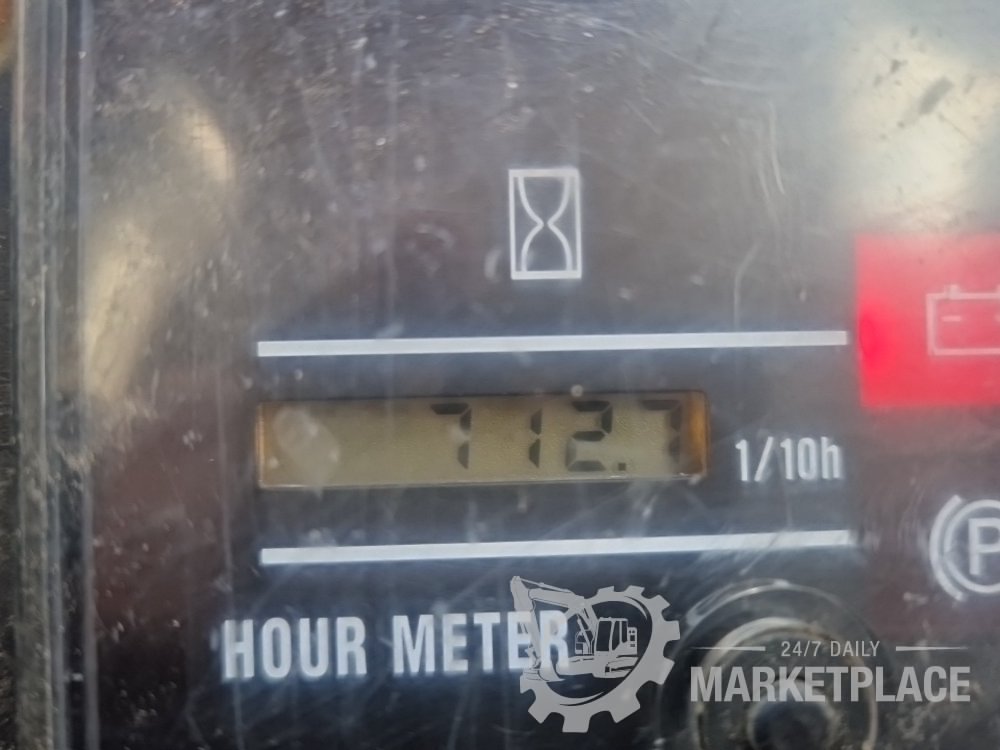 712.7
1/10h
P
HOUR METER
24/7 DAILY
MARKETPLACE